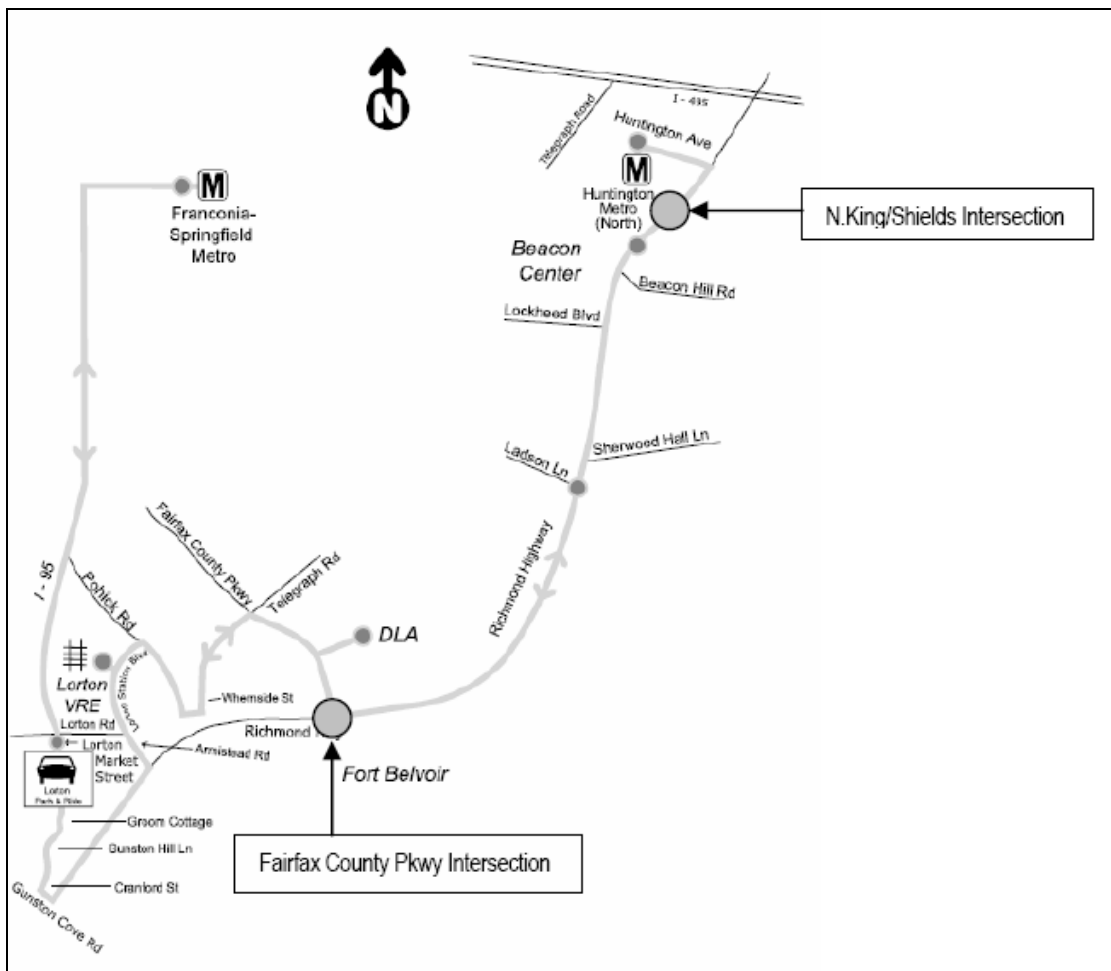 N
I - 495
Telegraph Road
Huntington Ave
M
Huntington
Metro
(North)
N.King/Shields Intersection
M
Franconia-
Springfield
Metro
Beacon
Center
Beacon Hill Rd
Lockheed Blvd
Sherwood Hall Ln
Ladson Ln
Richmond Highway
Fairfax County Pkwy
Telegraph Rd
I - 95
Pohick Rd
DLA
Lorton
VRE
Lorton Station Blvd
Whernside St
Lorton Rd
Richmond
Lorton
Market
Street
Armistead Rd
Lorton
Park & Ride
Fort Belvoir
Groom Cottage
Gunston Hill Ln
Cranford St
Gunston Cove Rd
Fairfax County Pkwy Intersection